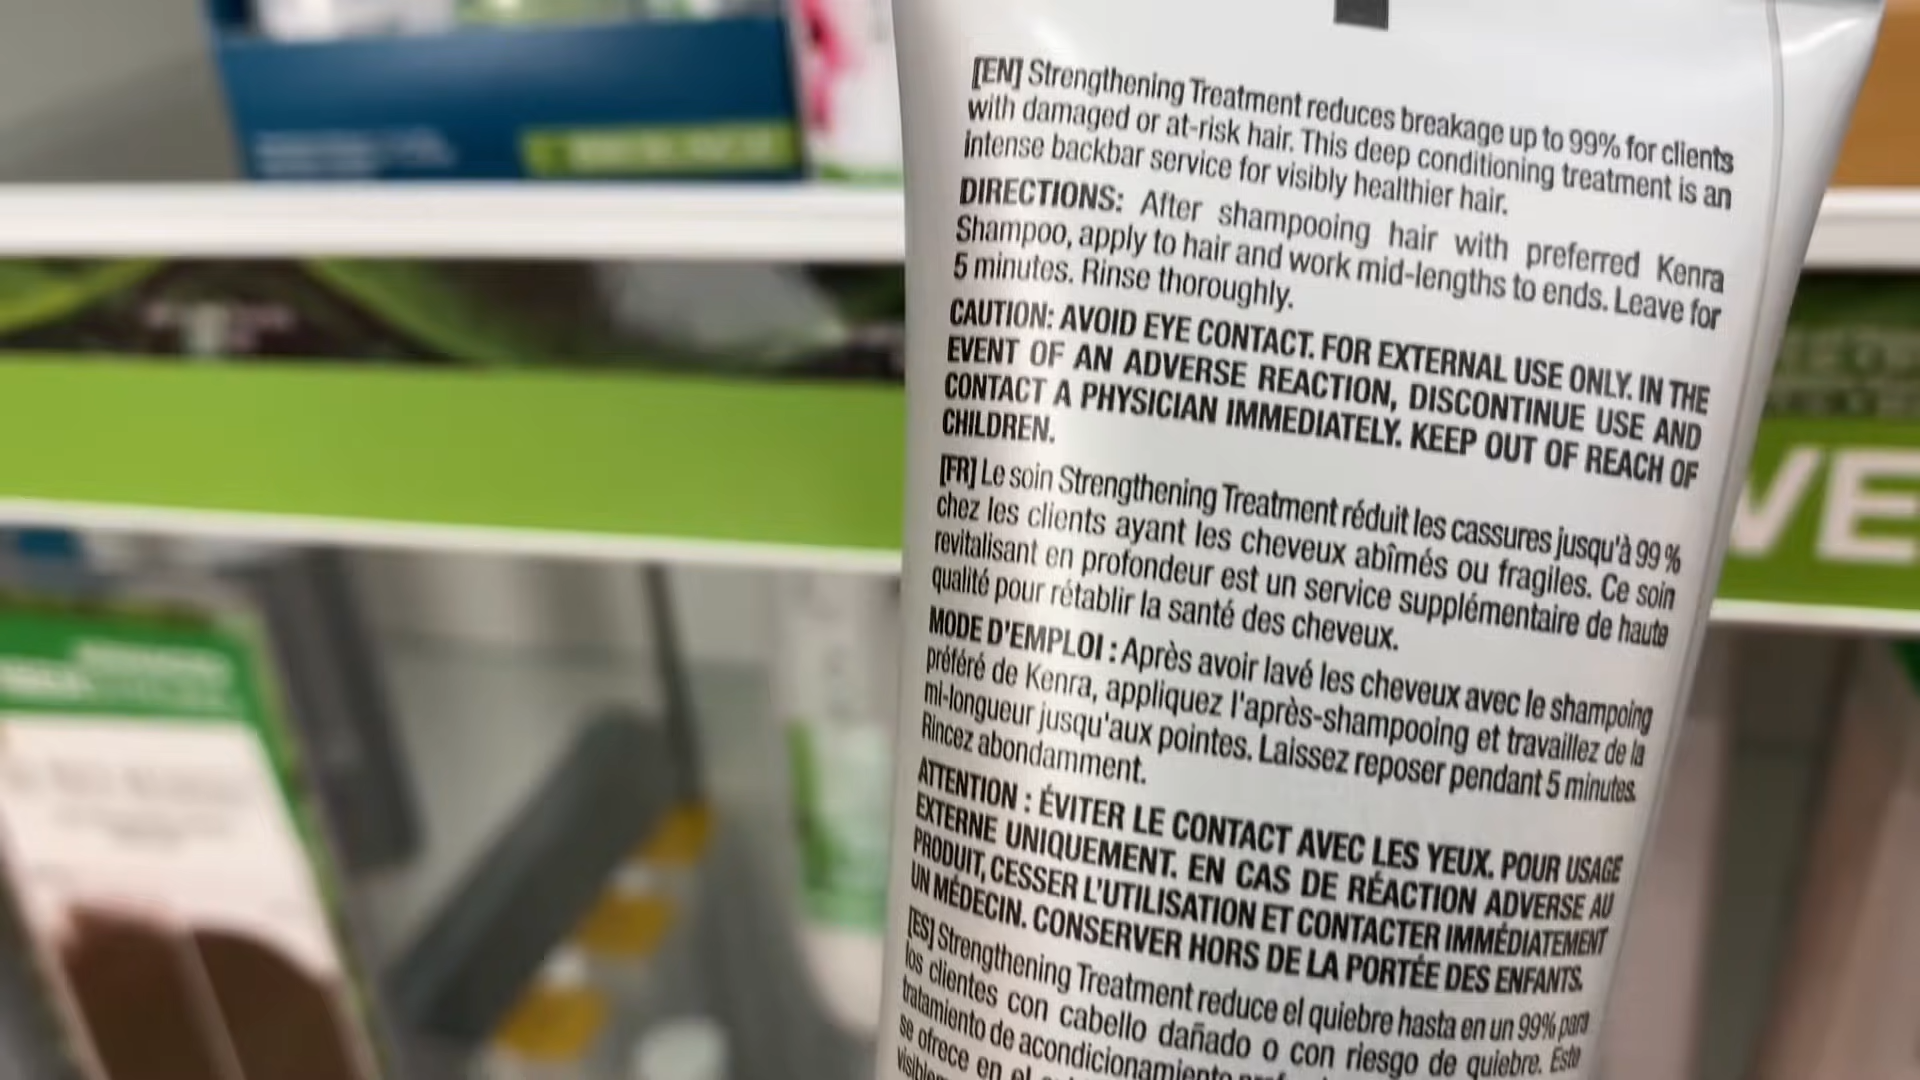 [EN] Strengthening Treatment reduces breakage up to 99% for clients
with damaged or at-risk hair. This deep conditioning treatment is an
intense backbar service for visibly healthier hair.
DIRECTIONS: After shampooing hair with preferred Kenra
Shampoo, apply to hair and work mid-lengths to ends. Leave for
5 minutes. Rinse thoroughly.
CAUTION: AVOID EYE CONTACT. FOR EXTERNAL USE ONLY. IN THE
EVENT OF AN ADVERSE REACTION, DISCONTINUE USE AND
CONTACT A PHYSICIAN IMMEDIATELY. KEEP OUT OF REACH OF
CHILDREN.
[FR] Le soin Strengthening Treatment réduit les cassures jusqu'à 99 %
chez les clients ayant les cheveux abîmés ou fragiles. Ce soin
revitalisant en profondeur est un service supplémentaire de haute
qualité pour rétablir la santé des cheveux.
MODE D'EMPLOI : Après avoir lavé les cheveux avec le shampoing
préféré de Kenra, appliquez l'après-shampooing et travaillez de la
mi-longueur jusqu'aux pointes. Laissez reposer pendant 5 minutes.
Rincez abondamment.
ATTENTION : ÉVITER LE CONTACT AVEC LES YEUX. POUR USAGE
EXTERNE UNIQUEMENT. EN CAS DE RÉACTION ADVERSE AU
PRODUIT, CESSER L'UTILISATION ET CONTACTER IMMÉDIATEMENT
UN MÉDECIN. CONSERVER HORS DE LA PORTÉE DES ENFANTS.
[ES] Strengthening Treatment reduce el quiebre hasta en un 99% para
los clientes con cabello dañado o con riesgo de quiebre. Este
tratamiento de acondicionamiento
se ofrece en el
VE